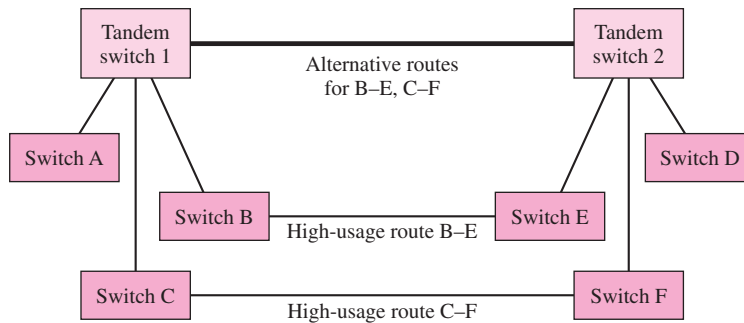 Tandem
switch 1
Tandem
switch 2
Alternative routes
for B–E, C–F
Switch A
Switch D
Switch B
Switch E
High-usage route B–E
Switch C
Switch F
High-usage route C–F